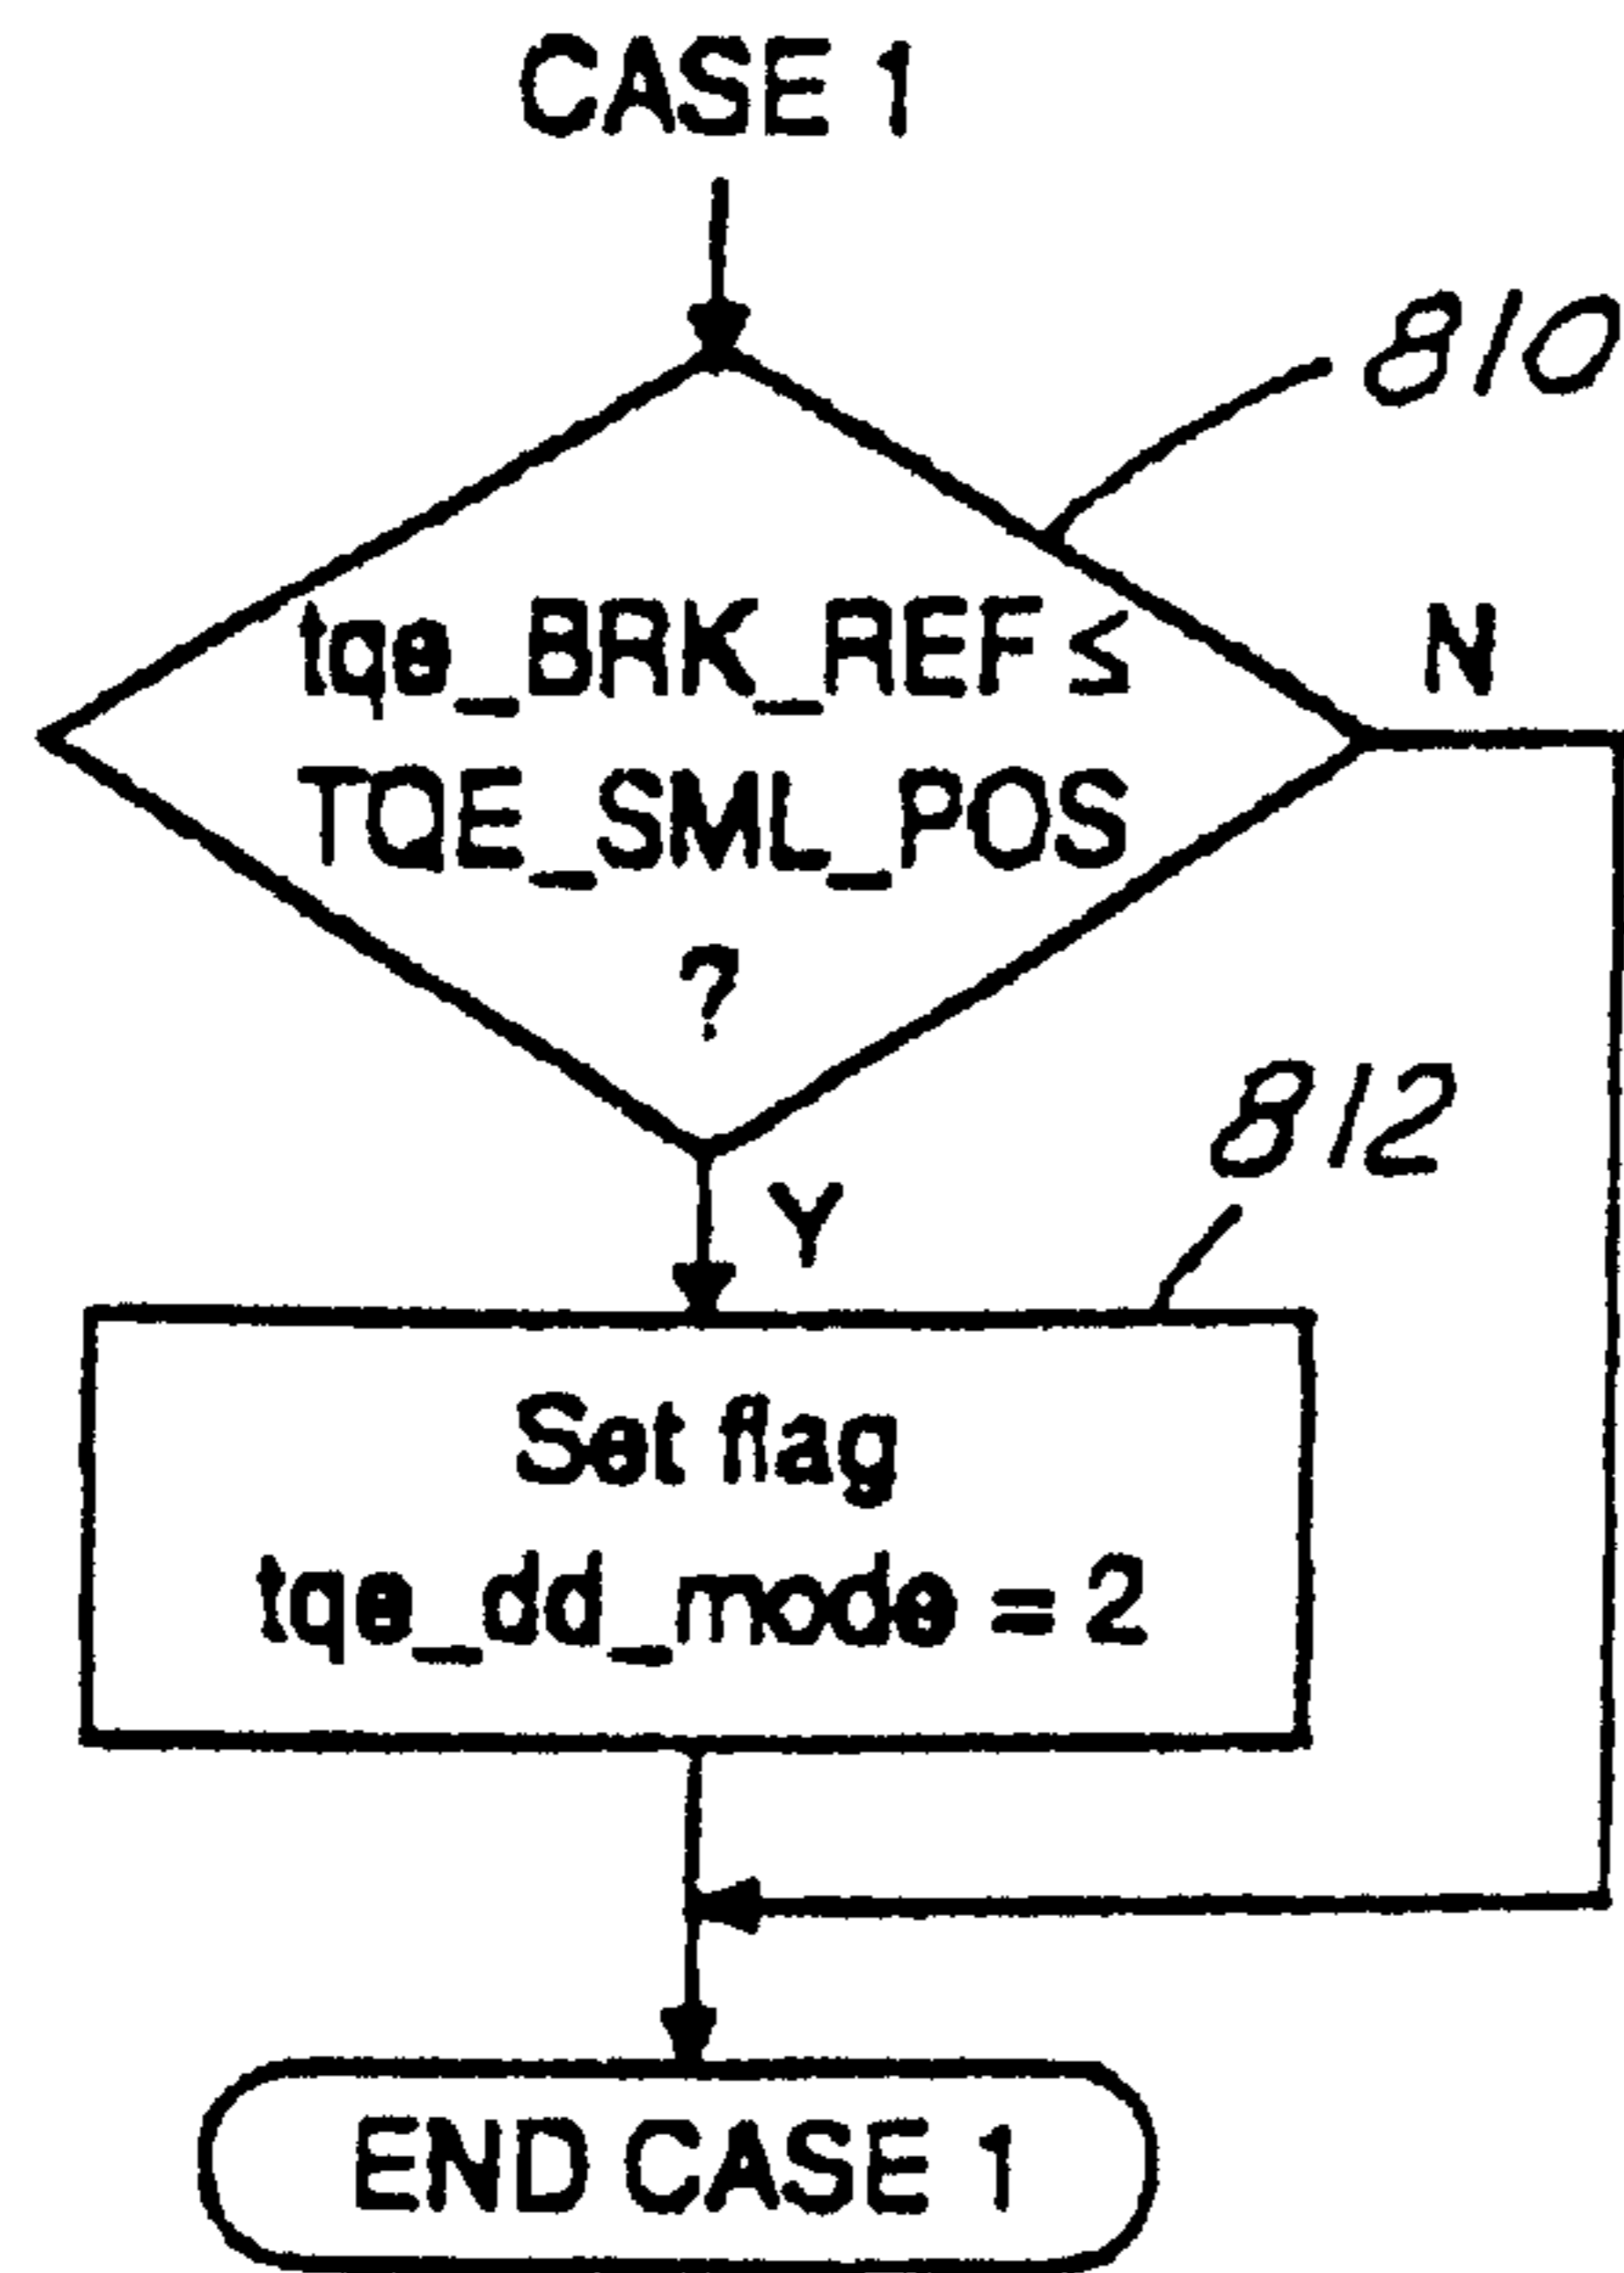 CASE 1
810
tqe_BRK_REF ≤
TQE_SML_POS
?
N
Y
812
Set flag
tqe_dd_mode = 2
END CASE 1